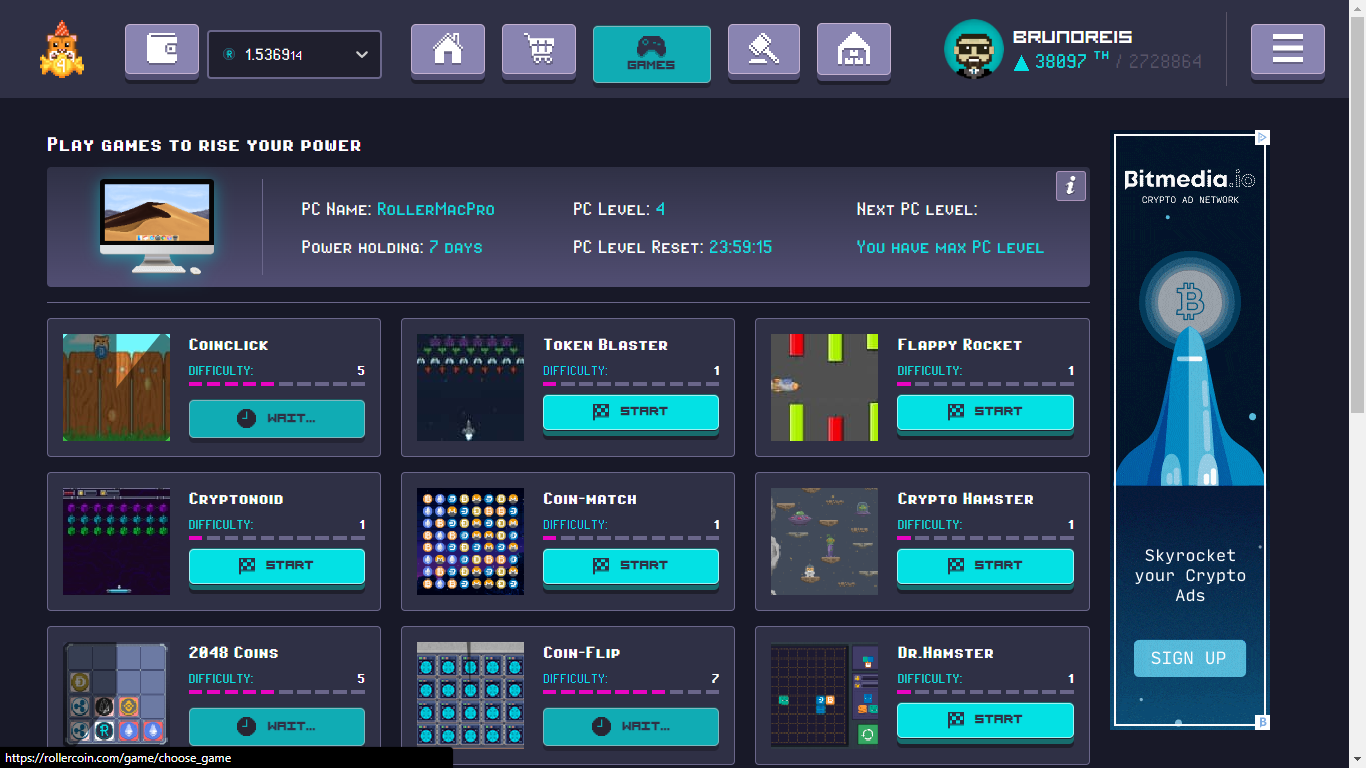 1.536914
GAMES
BRUNOREIS
38097 TH / 2728864
Play games to rise your power
PC Name: RollerMacPro
PC Level: 4
Next PC level:
Power holding: 7 days
PC Level Reset: 23:59:15
You have max PC level
i
Coinclick
Difficulty: 5
WAIT...
Token Blaster
Difficulty: 1
START
Flappy Rocket
Difficulty: 1
START
Cryptonoid
Difficulty: 1
START
Coin-match
Difficulty: 1
START
Crypto Hamster
Difficulty: 1
START
2048 Coins
Difficulty: 5
WAIT...
Coin-Flip
Difficulty: 7
WAIT...
Dr.Hamster
Difficulty: 1
START
Bitmedia.io
CRYPTO AD NETWORK
Skyrocket
your Crypto
Ads
SIGN UP
https://rollercoin.com/game/choose_game